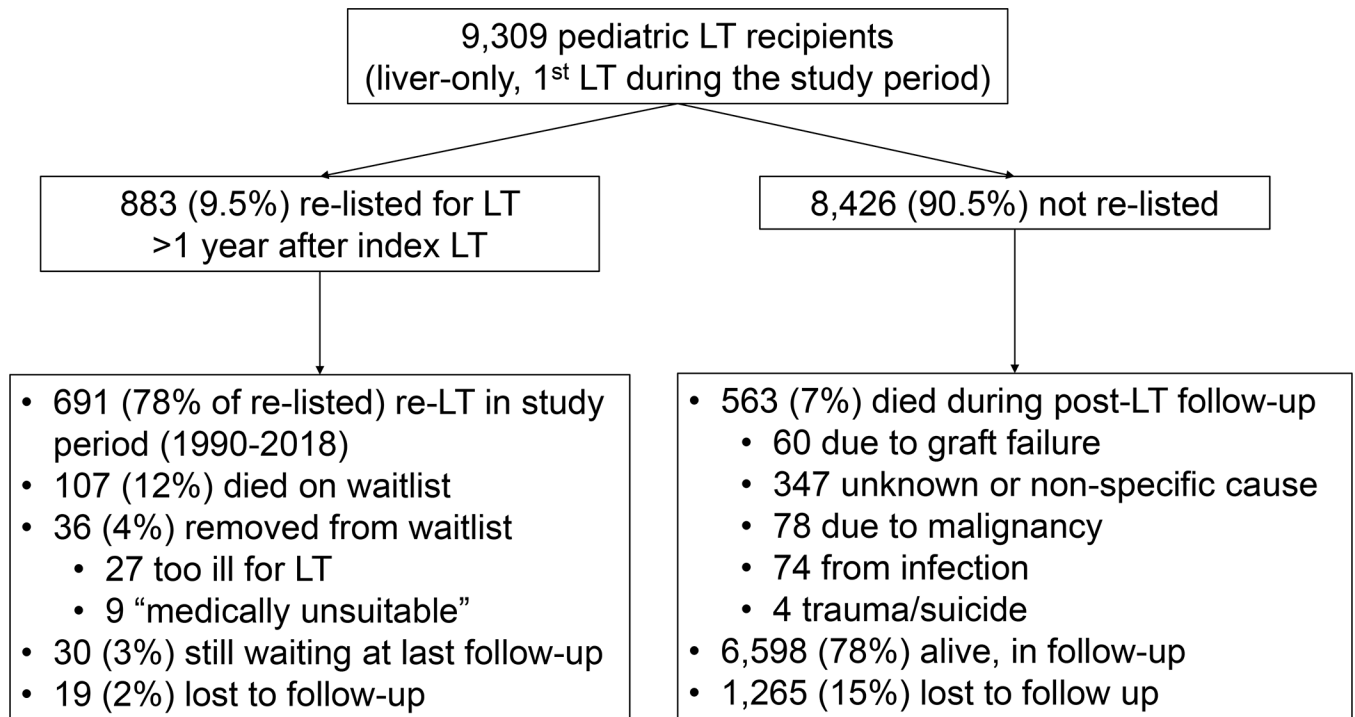 9,309 pediatric LT recipients
(liver-only, 1st LT during the study period)
883 (9.5%) re-listed for LT
>1 year after index LT
8,426 (90.5%) not re-listed
• 691 (78% of re-listed) re-LT in study
period (1990-2018)
• 107 (12%) died on waitlist
• 36 (4%) removed from waitlist
• 27 too ill for LT
• 9 “medically unsuitable”
• 30 (3%) still waiting at last follow-up
• 19 (2%) lost to follow-up
• 563 (7%) died during post-LT follow-up
• 60 due to graft failure
• 347 unknown or non-specific cause
• 78 due to malignancy
• 74 from infection
• 4 trauma/suicide
• 6,598 (78%) alive, in follow-up
• 1,265 (15%) lost to follow up